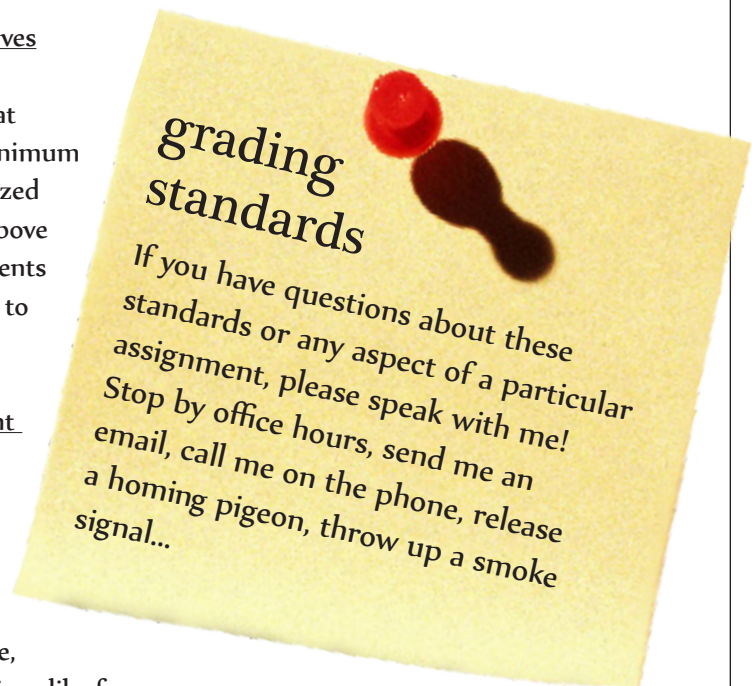 ves
at
nimum
zed
bove
ents
to
nt
e,
grading
standards
If you have questions about these
standards or any aspect of a particular
assignment, please speak with me!
Stop by office hours, send me an
email, call me on the phone, release
a homing pigeon, throw up a smoke
signal...